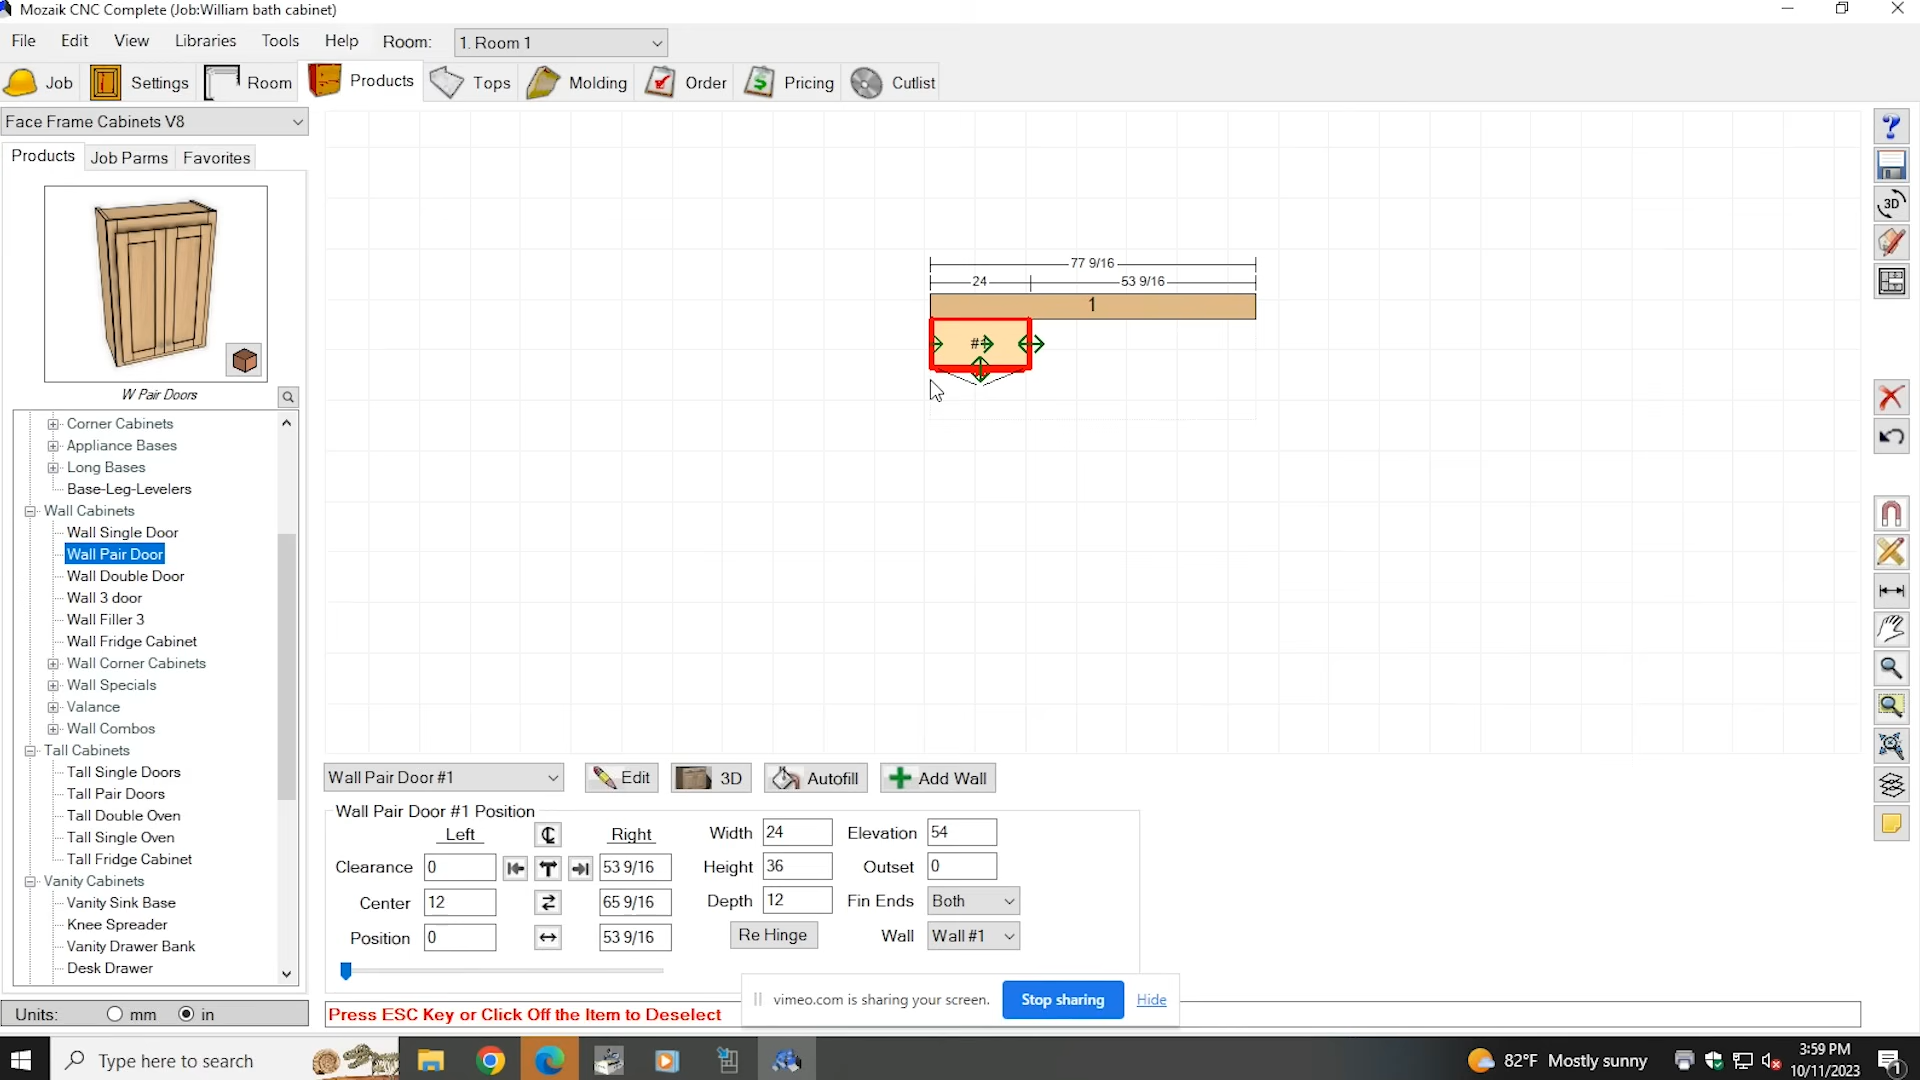 Mozaik CNC Complete (Job:William bath cabinet)
File Edit View Libraries Tools Help Room: 1. Room 1
Job Settings Room Products Tops Molding Order Pricing Cutlist
Face Frame Cabinets V8
Products Job Parms Favorites
W Pair Doors
Corner Cabinets
Appliance Bases
Long Bases
Base-Leg-Levelers
Wall Cabinets
Wall Single Door
Wall Pair Door
Wall Double Door
Wall 3 door
Wall Filler 3
Wall Fridge Cabinet
Wall Corner Cabinets
Wall Specials
Valance
Wall Combos
Tall Cabinets
Tall Single Doors
Tall Pair Doors
Tall Double Oven
Tall Single Oven
Tall Fridge Cabinet
Vanity Cabinets
Vanity Sink Base
Knee Spreader
Vanity Drawer Bank
Desk Drawer
Units: mm in
77 9/16
24 53 9/16
1
3D
Wall Pair Door #1 Edit 3D Autofill Add Wall
Wall Pair Door #1 Position
Left Right Width 24 Elevation 54
Clearance 0 53 9/16 Height 36 Outset 0
Center 12 65 9/16 Depth 12 Fin Ends Both
Position 0 53 9/16 Re Hinge Wall Wall #1
vimeo.com is sharing your screen. Stop sharing Hide
Press ESC Key or Click Off the Item to Deselect
Type here to search
82°F Mostly sunny
3:59 PM
10/11/2023
1